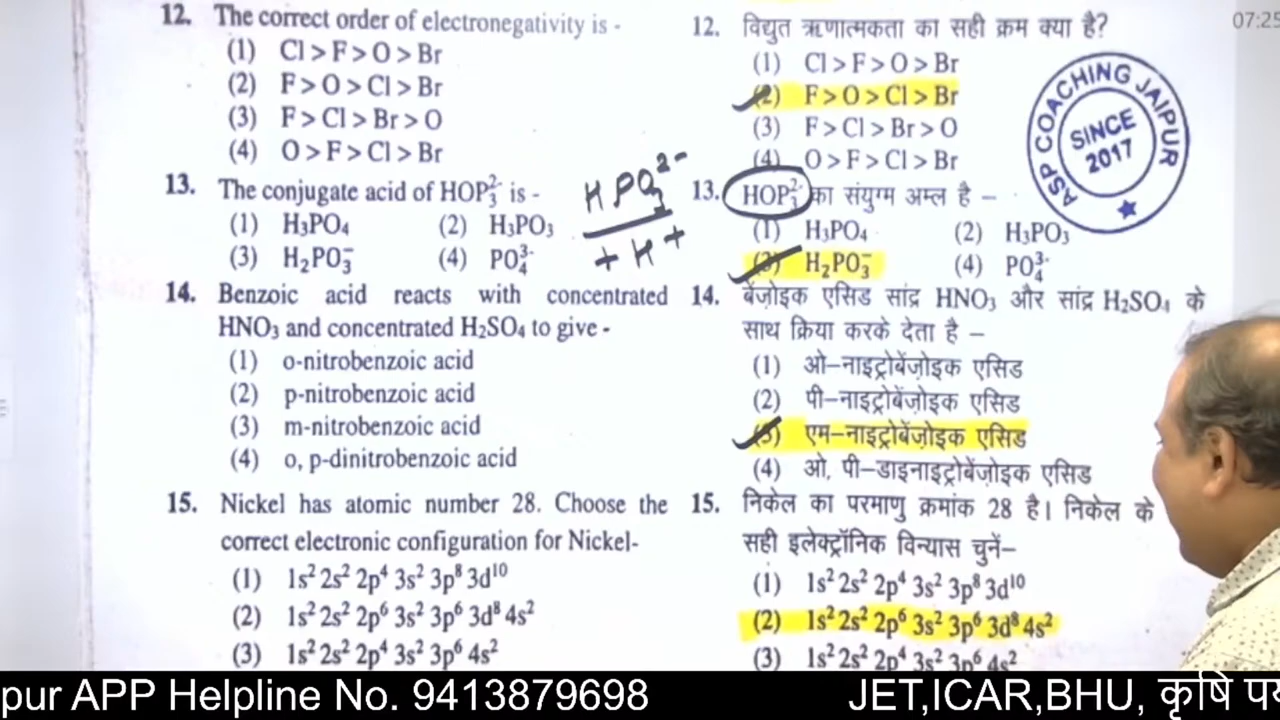 12. The correct order of electronegativity is -
(1) Cl > F > O > Br
(2) F > O > Cl > Br
(3) F > Cl > Br > O
(4) O > F > Cl > Br
13. The conjugate acid of HOP₃²⁻ is -
(1) H₃PO₄ (2) H₃PO₃
(3) H₂PO₃⁻ (4) PO₄³⁻
14. Benzoic acid reacts with concentrated
HNO₃ and concentrated H₂SO₄ to give -
(1) o-nitrobenzoic acid
(2) p-nitrobenzoic acid
(3) m-nitrobenzoic acid
(4) o, p-dinitrobenzoic acid
15. Nickel has atomic number 28. Choose the
correct electronic configuration for Nickel-
(1) 1s² 2s² 2p⁴ 3s² 3p⁸ 3d¹⁰
(2) 1s² 2s² 2p⁶ 3s² 3p⁶ 3d⁸ 4s²
(3) 1s² 2s² 2p⁴ 3s² 3p⁶ 4s²
HPO₃²⁻
+ H +
12. विद्युत ऋणात्मकता का सही क्रम क्या है?
(1) Cl > F > O > Br
(2) F > O > Cl > Br
(3) F > Cl > Br > O
(4) O > F > Cl > Br
13. HOP₃²⁻ का संयुग्म अम्ल है –
(1) H₃PO₄ (2) H₃PO₃
(3) H₂PO₃⁻ (4) PO₄³⁻
14. बेंज़ोइक एसिड सांद्र HNO₃ और सांद्र H₂SO₄ के
साथ क्रिया करके देता है –
(1) ओ–नाइट्रोबेंज़ोइक एसिड
(2) पी–नाइट्रोबेंज़ोइक एसिड
(3) एम–नाइट्रोबेंज़ोइक एसिड
(4) ओ, पी–डाइनाइट्रोबेंज़ोइक एसिड
15. निकेल का परमाणु क्रमांक 28 है। निकेल के
सही इलेक्ट्रॉनिक विन्यास चुनें–
(1) 1s² 2s² 2p⁴ 3s² 3p⁸ 3d¹⁰
(2) 1s² 2s² 2p⁶ 3s² 3p⁶ 3d⁸ 4s²
(3) 1s² 2s² 2p⁴ 3s² 3p⁶ 4s²
07:25
ASP COACHING JAIPUR
SINCE
2017
pur APP Helpline No. 9413879698 JET,ICAR,BHU, कृषि